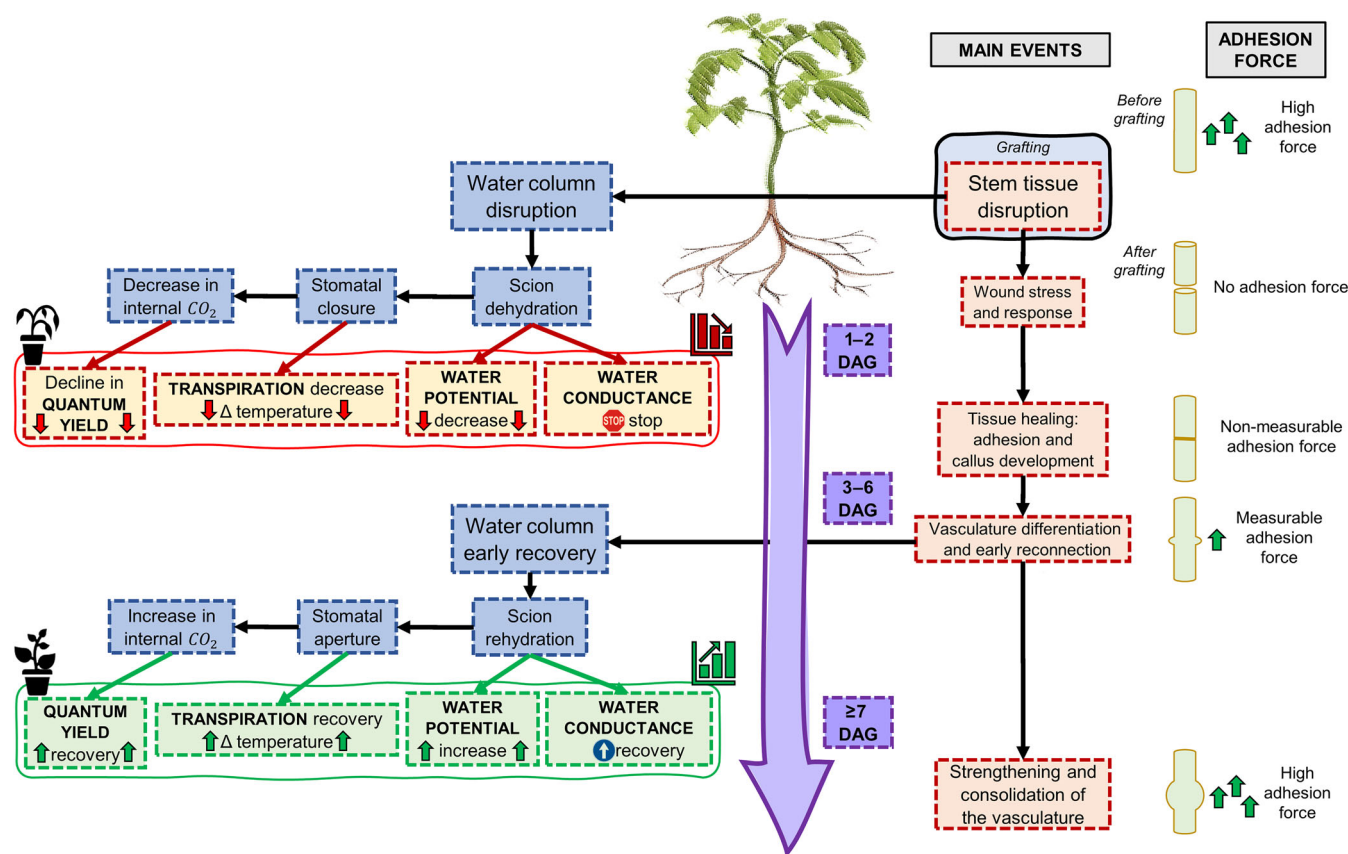 MAIN EVENTS
ADHESION
FORCE
Before
grafting
High
adhesion
force
Grafting
Stem tissue
disruption
Water column
disruption
After
grafting
No adhesion force
Wound stress
and response
Decrease in
internal CO₂
Stomatal
closure
Scion
dehydration
1–2
DAG
Decline in
QUANTUM
YIELD
TRANSPIRATION decrease
Δ temperature
WATER
POTENTIAL
decrease
WATER
CONDUCTANCE
STOP stop
Tissue healing:
adhesion and
callus development
Non-measurable
adhesion force
3–6
DAG
Water column
early recovery
Vasculature differentiation
and early reconnection
Measurable
adhesion
force
Increase in
internal CO₂
Stomatal
aperture
Scion
rehydration
QUANTUM
YIELD
recovery
TRANSPIRATION recovery
Δ temperature
WATER
POTENTIAL
increase
WATER
CONDUCTANCE
recovery
≥7
DAG
Strengthening and
consolidation of
the vasculature
High
adhesion
force